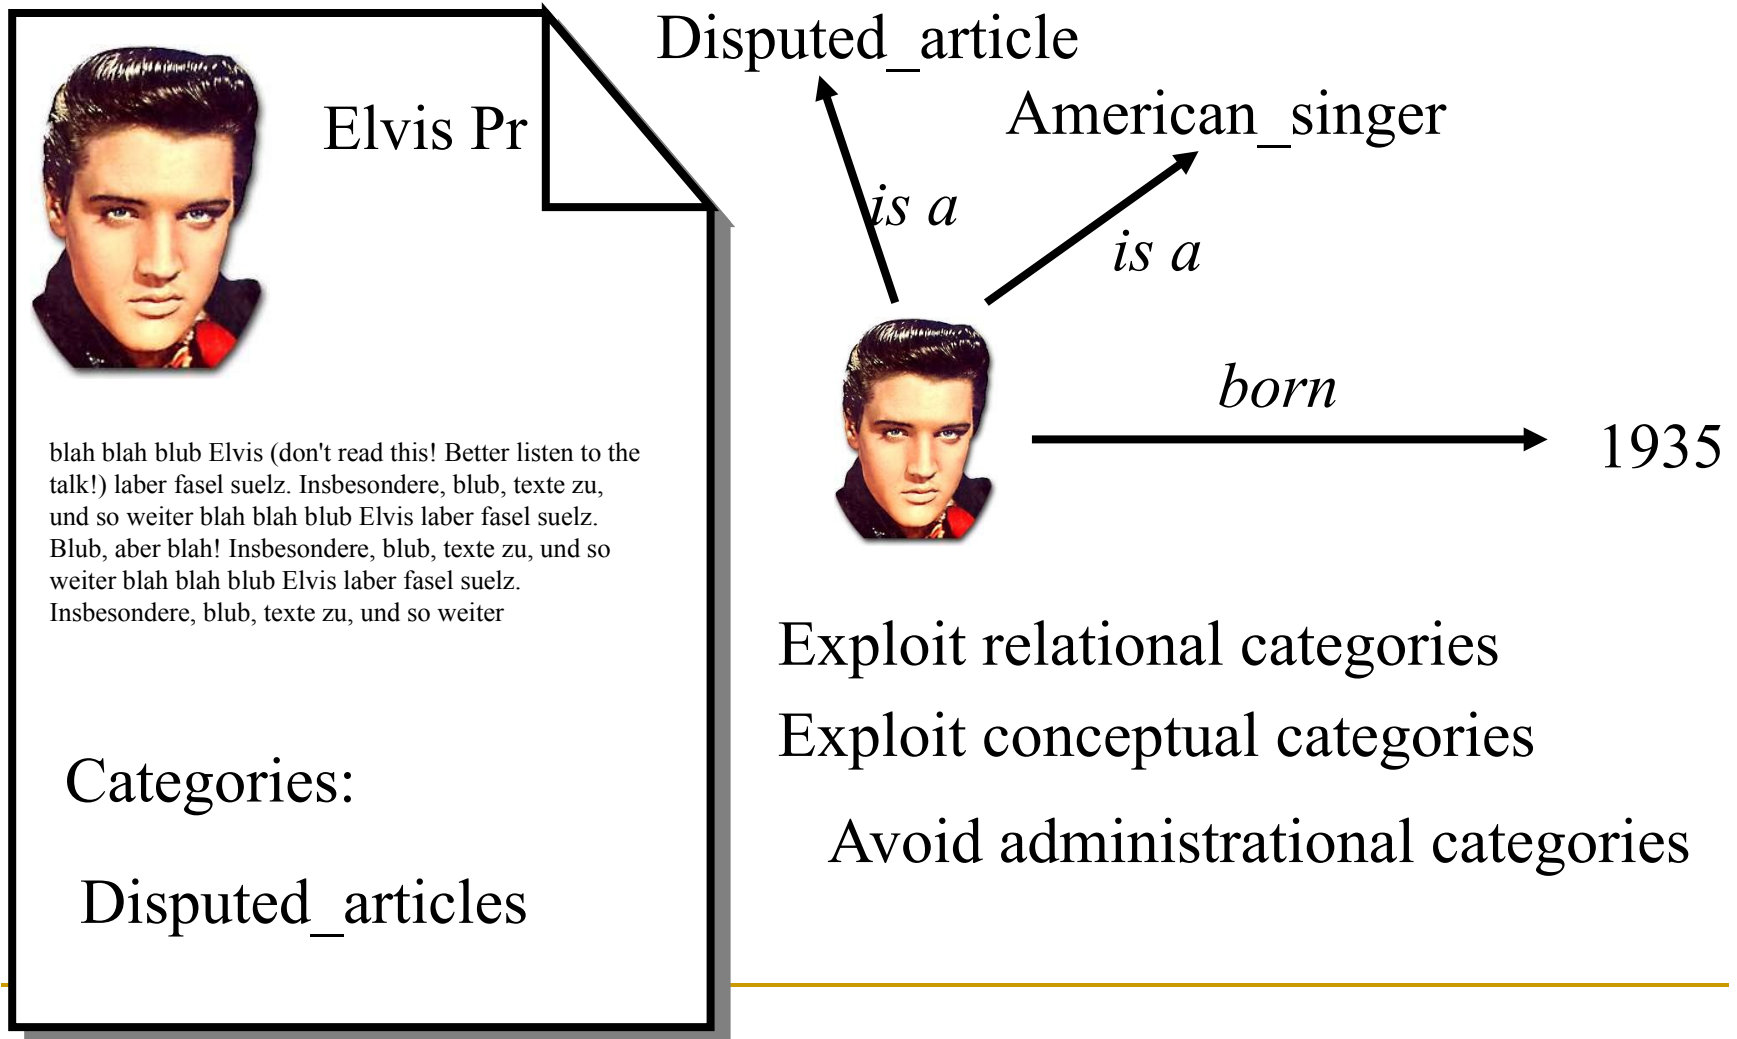 Elvis Pr
blah blah blub Elvis (don't read this! Better listen to the
talk!) laber fasel suelz. Insbesondere, blub, texte zu,
und so weiter blah blah blub Elvis laber fasel suelz.
Blub, aber blah! Insbesondere, blub, texte zu, und so
weiter blah blah blub Elvis laber fasel suelz.
Insbesondere, blub, texte zu, und so weiter
Categories:
Disputed_articles
Disputed_article
American_singer
is a
is a
born
1935
Exploit relational categories
Exploit conceptual categories
Avoid administrational categories